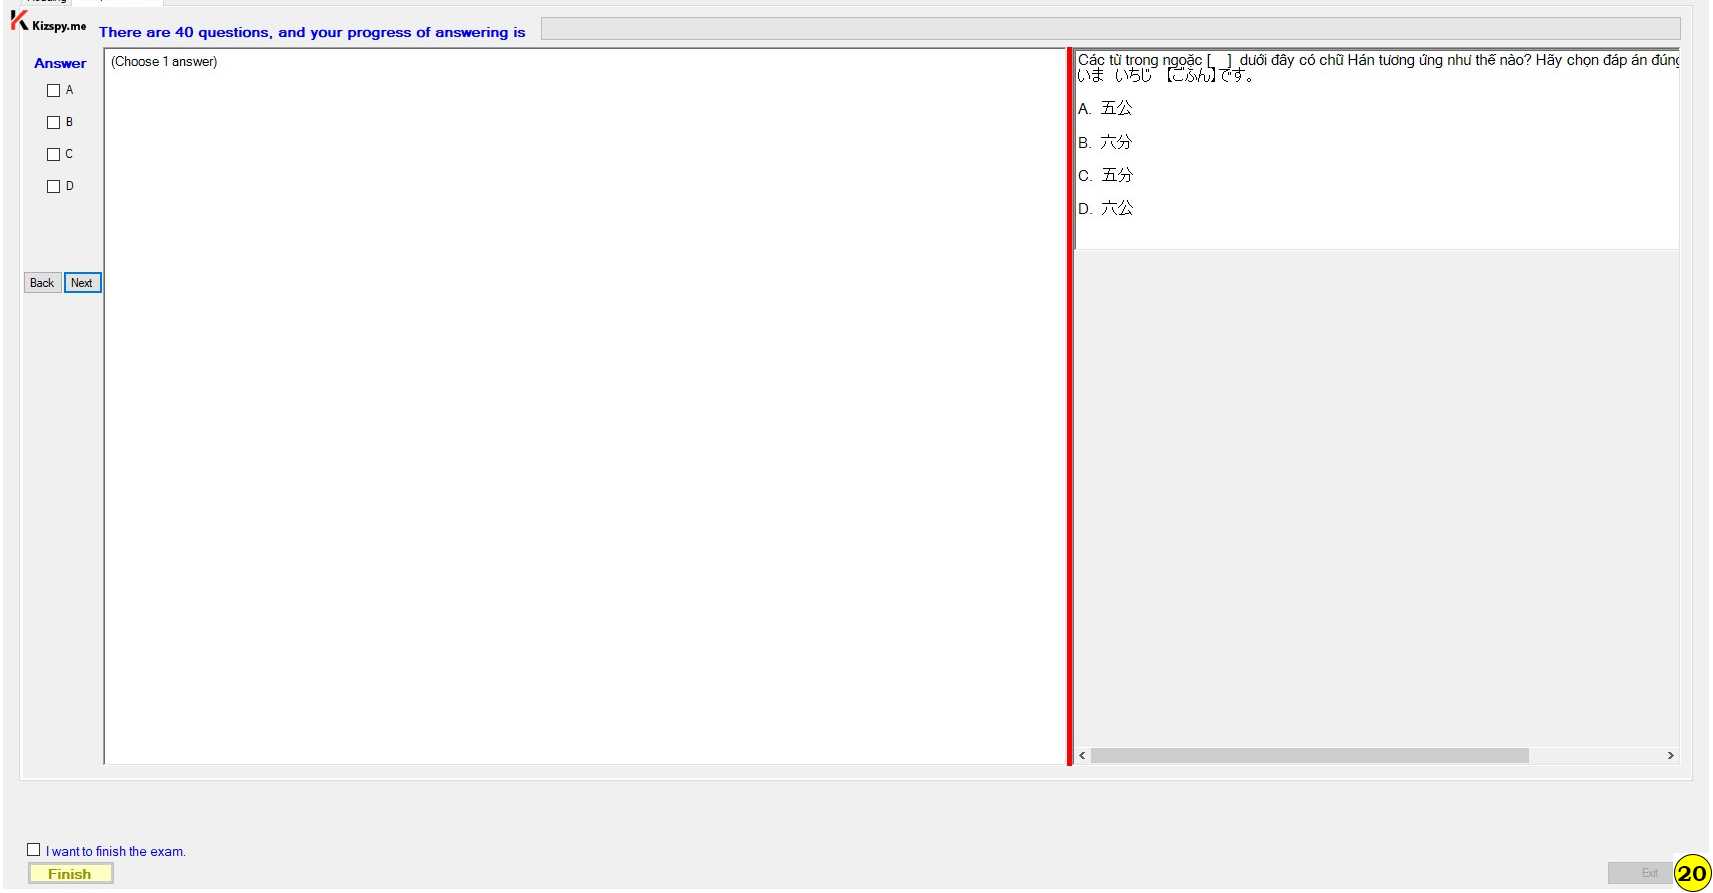 Kizspy.me
There are 40 questions, and your progress of answering is
Answer
(Choose 1 answer)
A
B
C
D
Back Next
Các từ trong ngoặc [ _ ] dưới đây có chữ Hán tương ứng như thế nào? Hãy chọn đáp án đúng
いま いちじ 【ごふん】です。
A. 五公
B. 六分
C. 五分
D. 六公
I want to finish the exam.
Finish
Exit
20